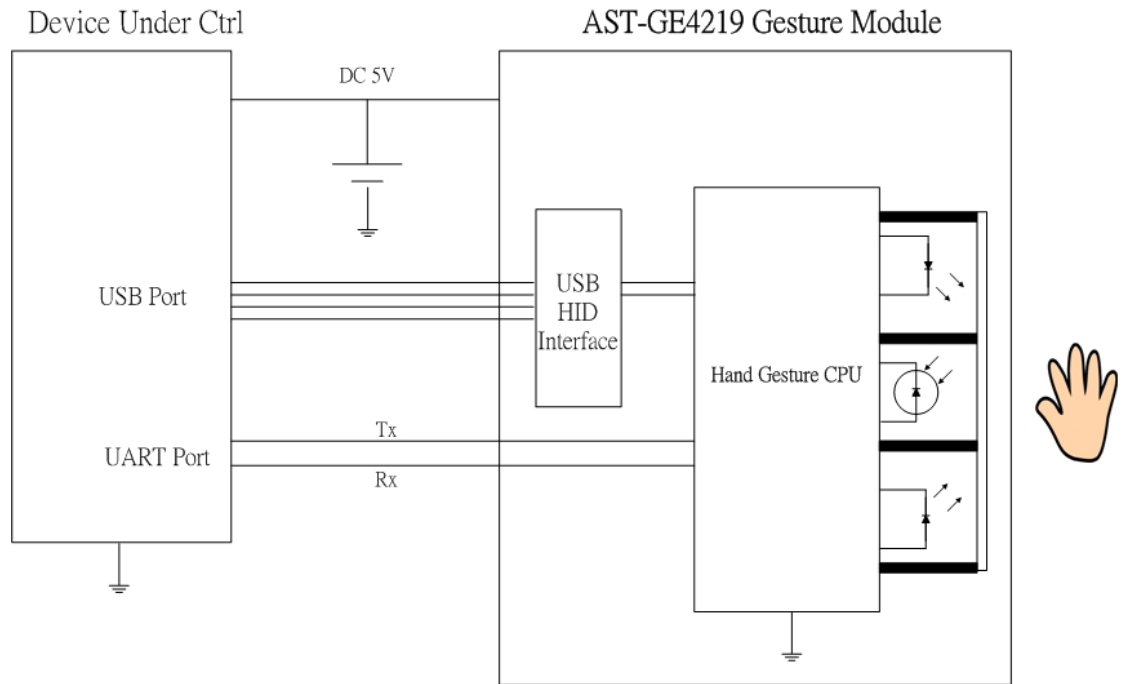 Device Under Ctrl
AST-GE4219 Gesture Module
DC 5V
USB Port
USB
HID
Interface
Hand Gesture CPU
UART Port
Tx
Rx